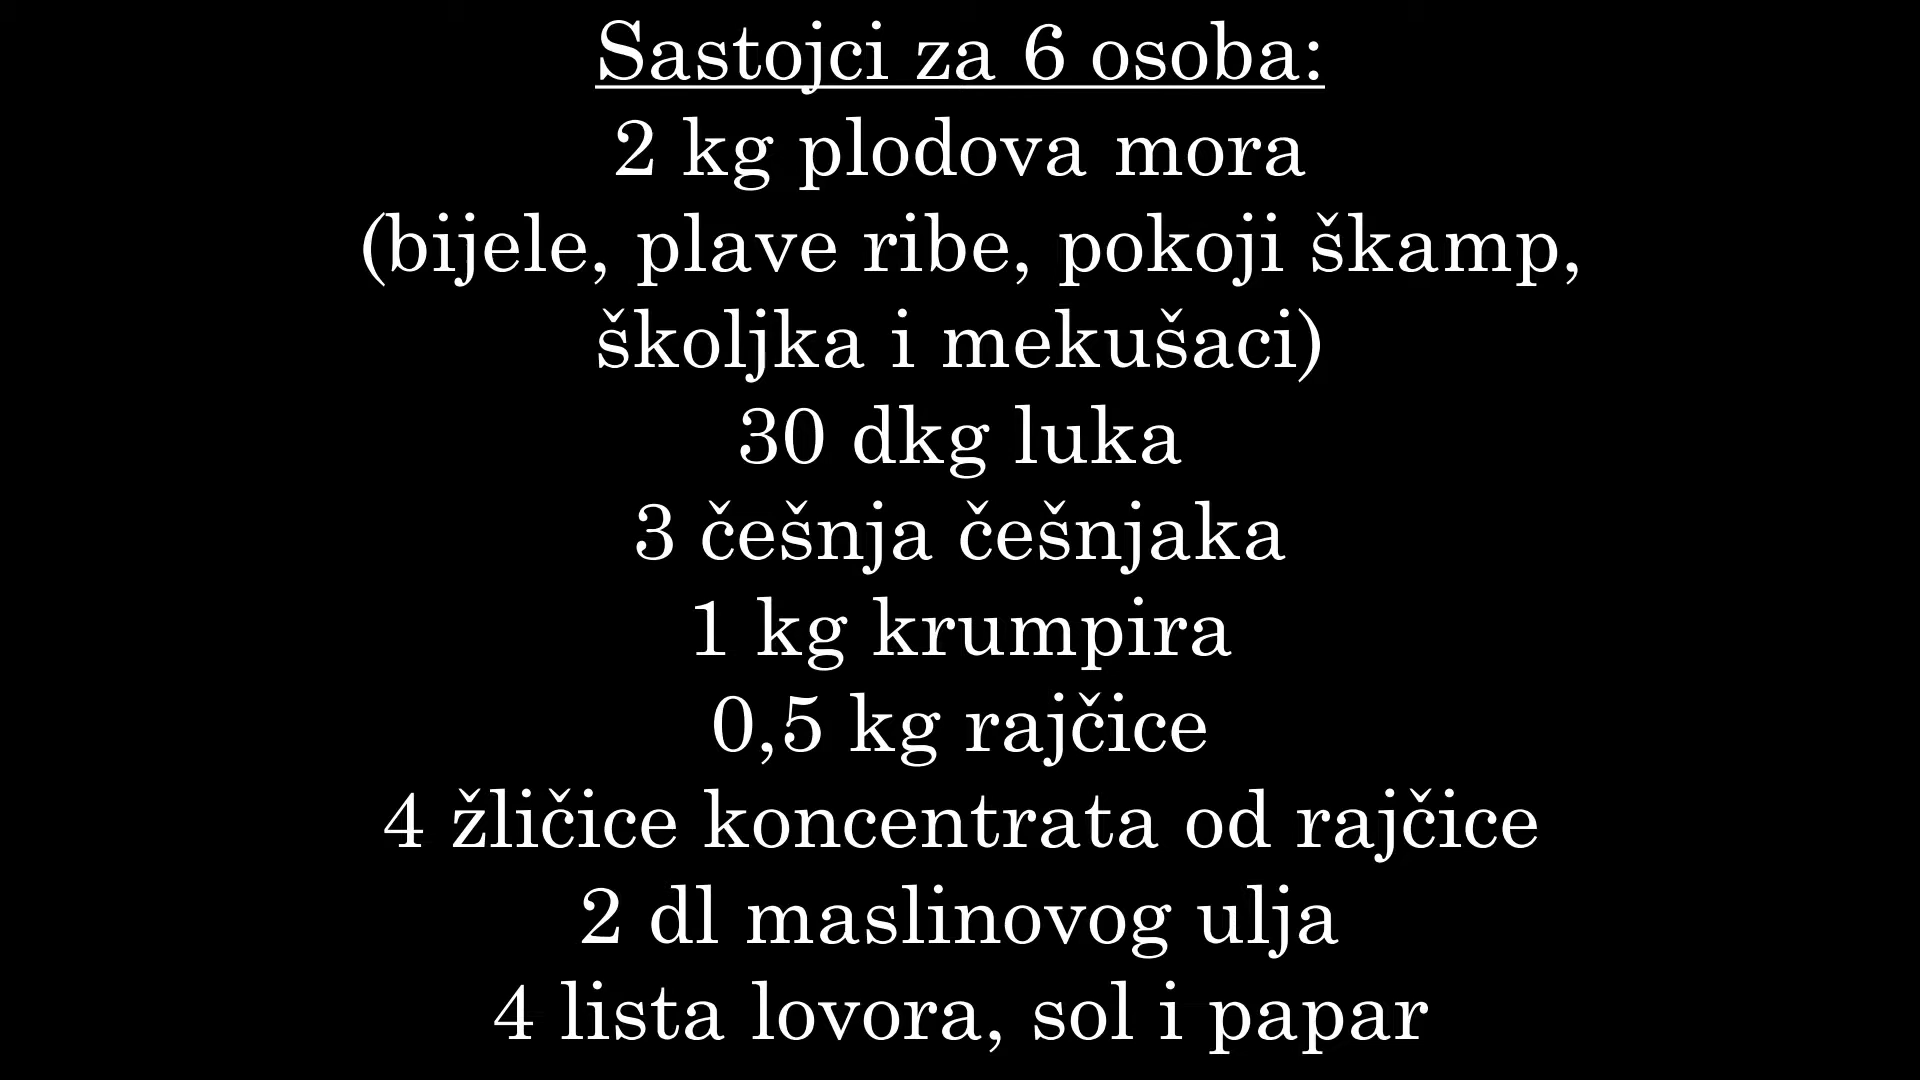 Sastojci za 6 osoba:
2 kg plodova mora
(bijele, plave ribe, pokoji škamp,
školjka i mekušaci)
30 dkg luka
3 češnja češnjaka
1 kg krumpira
0,5 kg rajčice
4 žličice koncentrata od rajčice
2 dl maslinovog ulja
4 lista lovora, sol i papar